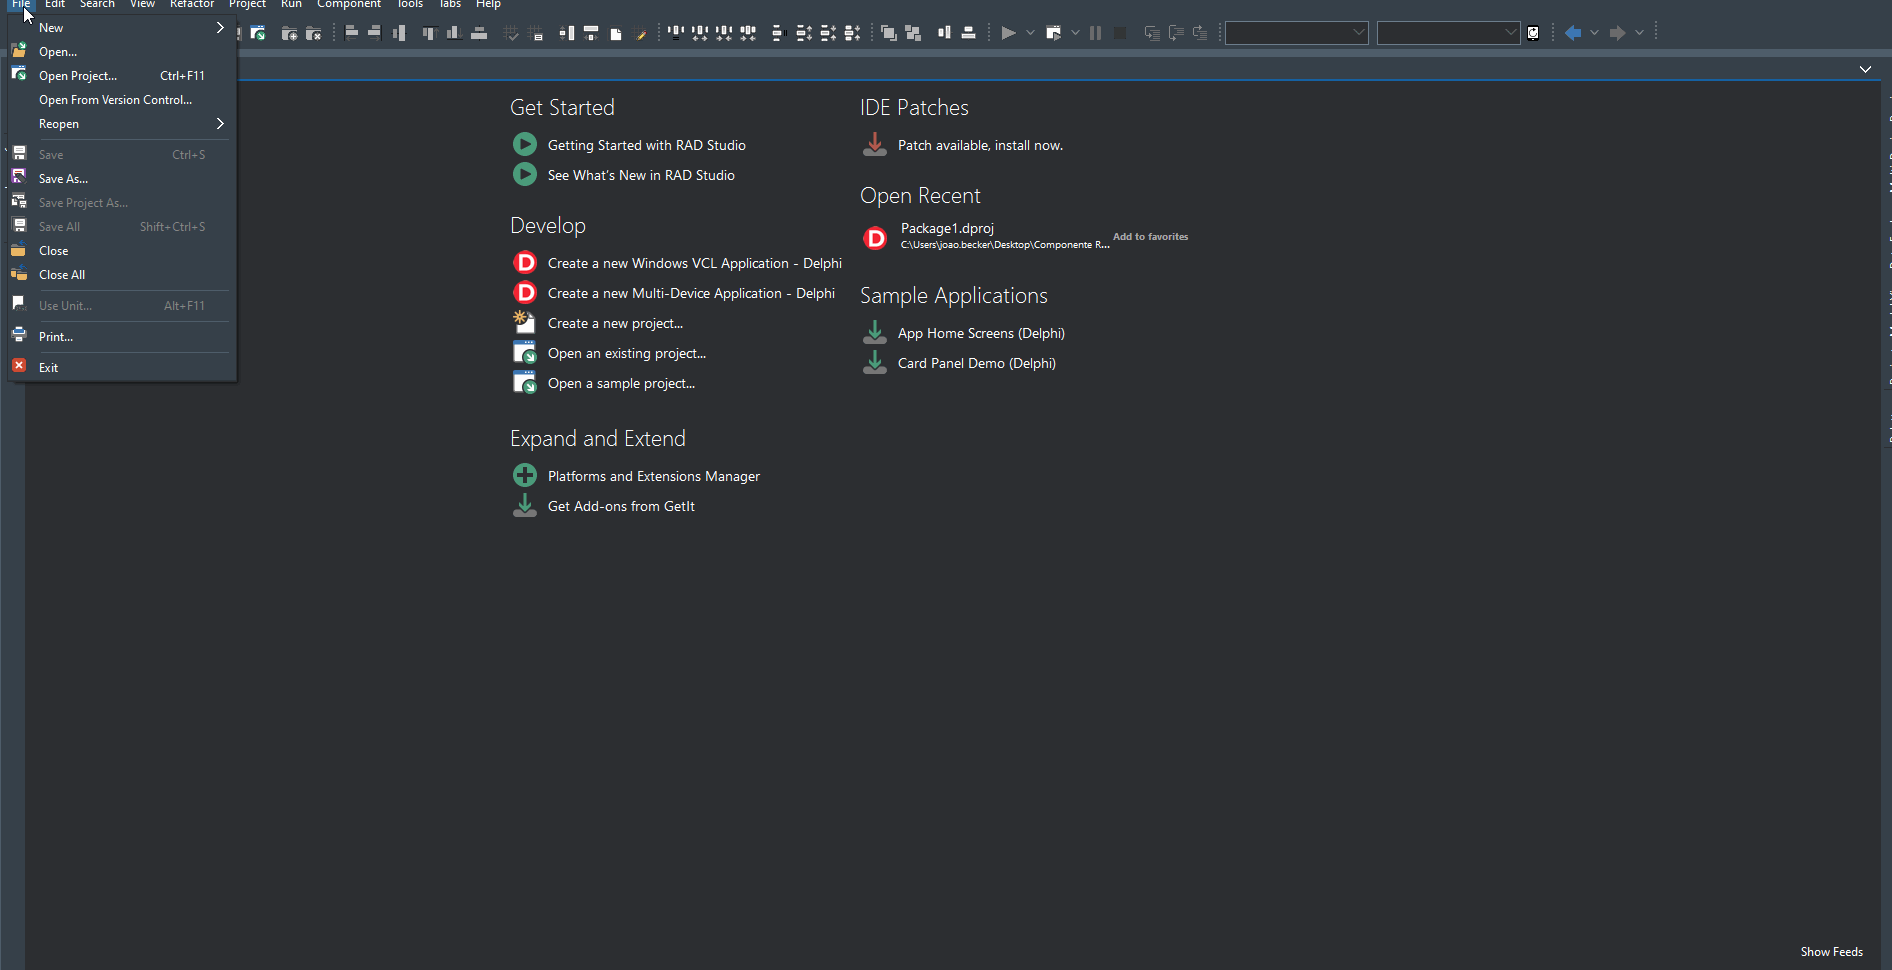 File Edit Search View Refactor Project Run Component Tools Tabs Help
New
Open...
Open Project... Ctrl+F11
Open From Version Control...
Reopen
Save Ctrl+S
Save As...
Save Project As...
Save All Shift+Ctrl+S
Close
Close All
Use Unit... Alt+F11
Print...
Exit
Get Started
Getting Started with RAD Studio
See What's New in RAD Studio
Develop
Create a new Windows VCL Application - Delphi
Create a new Multi-Device Application - Delphi
Create a new project...
Open an existing project...
Open a sample project...
Expand and Extend
Platforms and Extensions Manager
Get Add-ons from GetIt
IDE Patches
Patch available, install now.
Open Recent
Package1.dproj
C:\Users\joao.becker\Desktop\Componente R...
Add to favorites
Sample Applications
App Home Screens (Delphi)
Card Panel Demo (Delphi)
Show Feeds